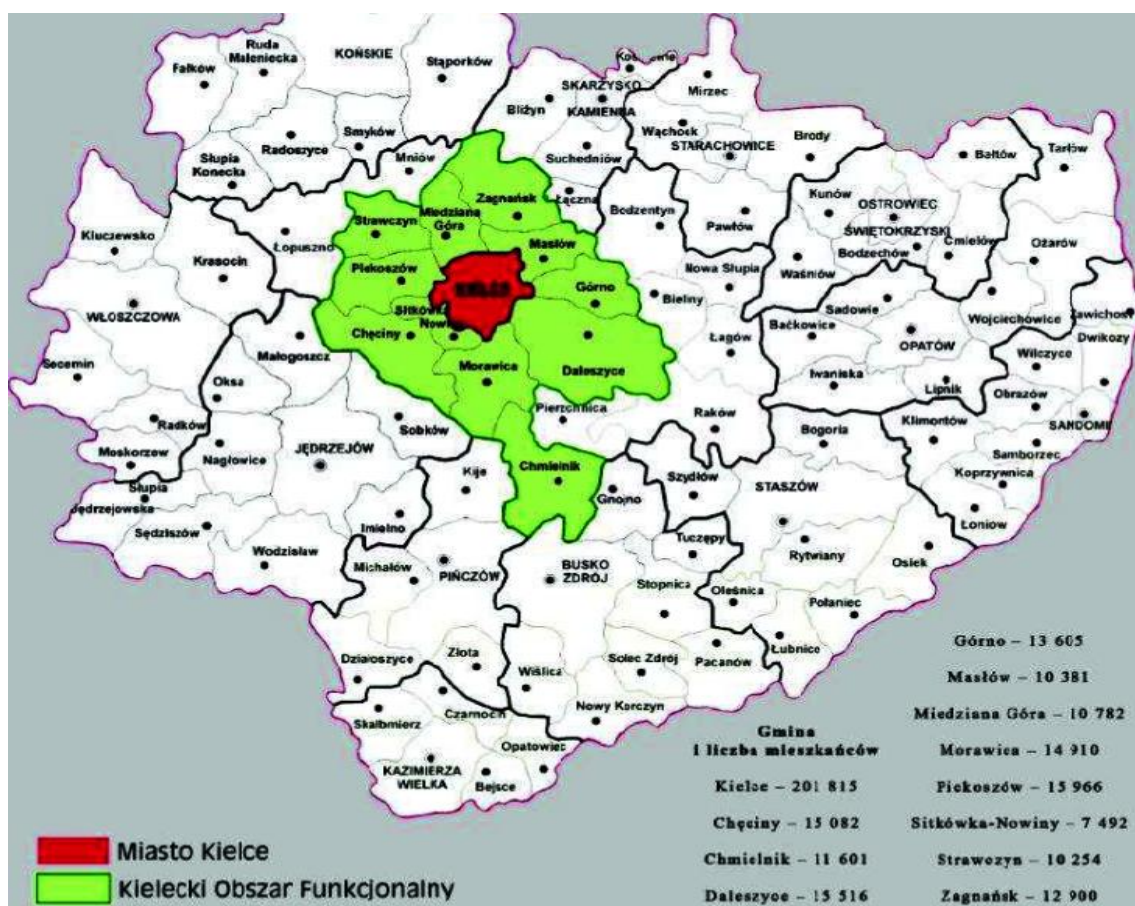 Fałków
Ruda
Maleniecka
KOŃSKIE
Stąporków
Radoszyce
Smyków
Słupia
Konecka
Mniów
Bliżyn
SKARŻYSKO
KAMIENNA
Suchedniów
Łączna
Mirzec
Wąchock
STARACHOWICE
Brody
Bodzentyn
Pawłów
Bałtów
Tarłów
Kunów
OSTROWIEC
ŚWIĘTOKRZYSKI
Bodzechów
Ćmielów
Waśniów
Ożarów
Kluczewsko
Krasocin
Łopuszno
Strawczyn
Miedziana
Góra
Zagnańsk
Masłów
Piekoszów
Górno
Nowa Słupia
Bieliny
Łagów
Sadowie
Wojciechowice
Zawichost
Dwikozy
Baćkowice
OPATÓW
Wilczyce
Iwaniska
Lipnik
Obrazów
WŁOSZCZOWA
Małogoszcz
Chęciny
Sitkówka
Morawica
Daleszyce
Secemin
Oksa
Radków
Moskorzew
Nagłowice
JĘDRZEJÓW
Sobków
Pierzchnica
Raków
Bogoria
Klimontów
SANDOMI
Samborzec
Koprzywnica
Łoniów
Słupia
Jędrzejowska
Sędziszów
Wodzisław
Imielno
Kije
Chmielnik
Gnojno
Szydłów
STASZÓW
Tuczępy
Rytwiany
Osiek
Michałów
PIŃCZÓW
BUSKO
ZDRÓJ
Stopnica
Oleśnica
Połaniec
Łubnice
Pacanów
Solec Zdrój
Wiślica
Nowy Korczyn
Działoszyce
Złota
Skalbmierz
Czarnocin
Opatowiec
KAZIMIERZA
WIELKA
Bejsce
Gmina
i liczba mieszkańców
Kielce – 201 815
Chęciny – 15 082
Chmielnik – 11 601
Daleszyce – 15 516
Górno – 13 605
Masłów – 10 381
Miedziana Góra – 10 782
Morawica – 14 910
Piekoszów – 15 966
Sitkówka-Nowiny – 7 492
Strawczyn – 10 254
Zagnańsk – 12 900
Miasto Kielce
Kielecki Obszar Funkcjonalny